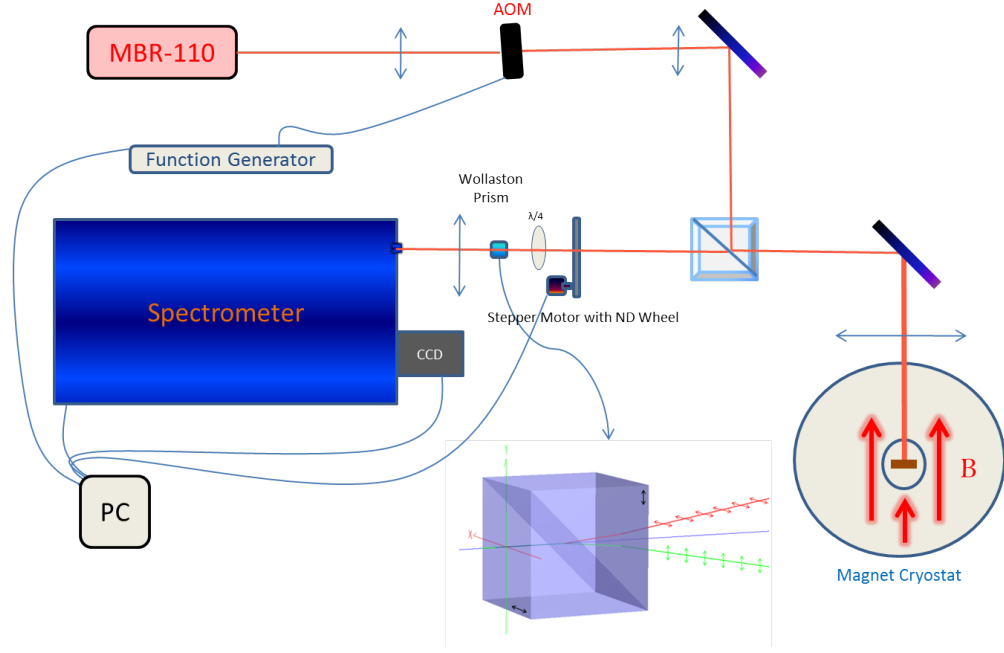 AOM
MBR-110
Function Generator
Wollaston
Prism
λ/4
Spectrometer
Stepper Motor with ND Wheel
CCD
B
PC
Magnet Cryostat
Y
X